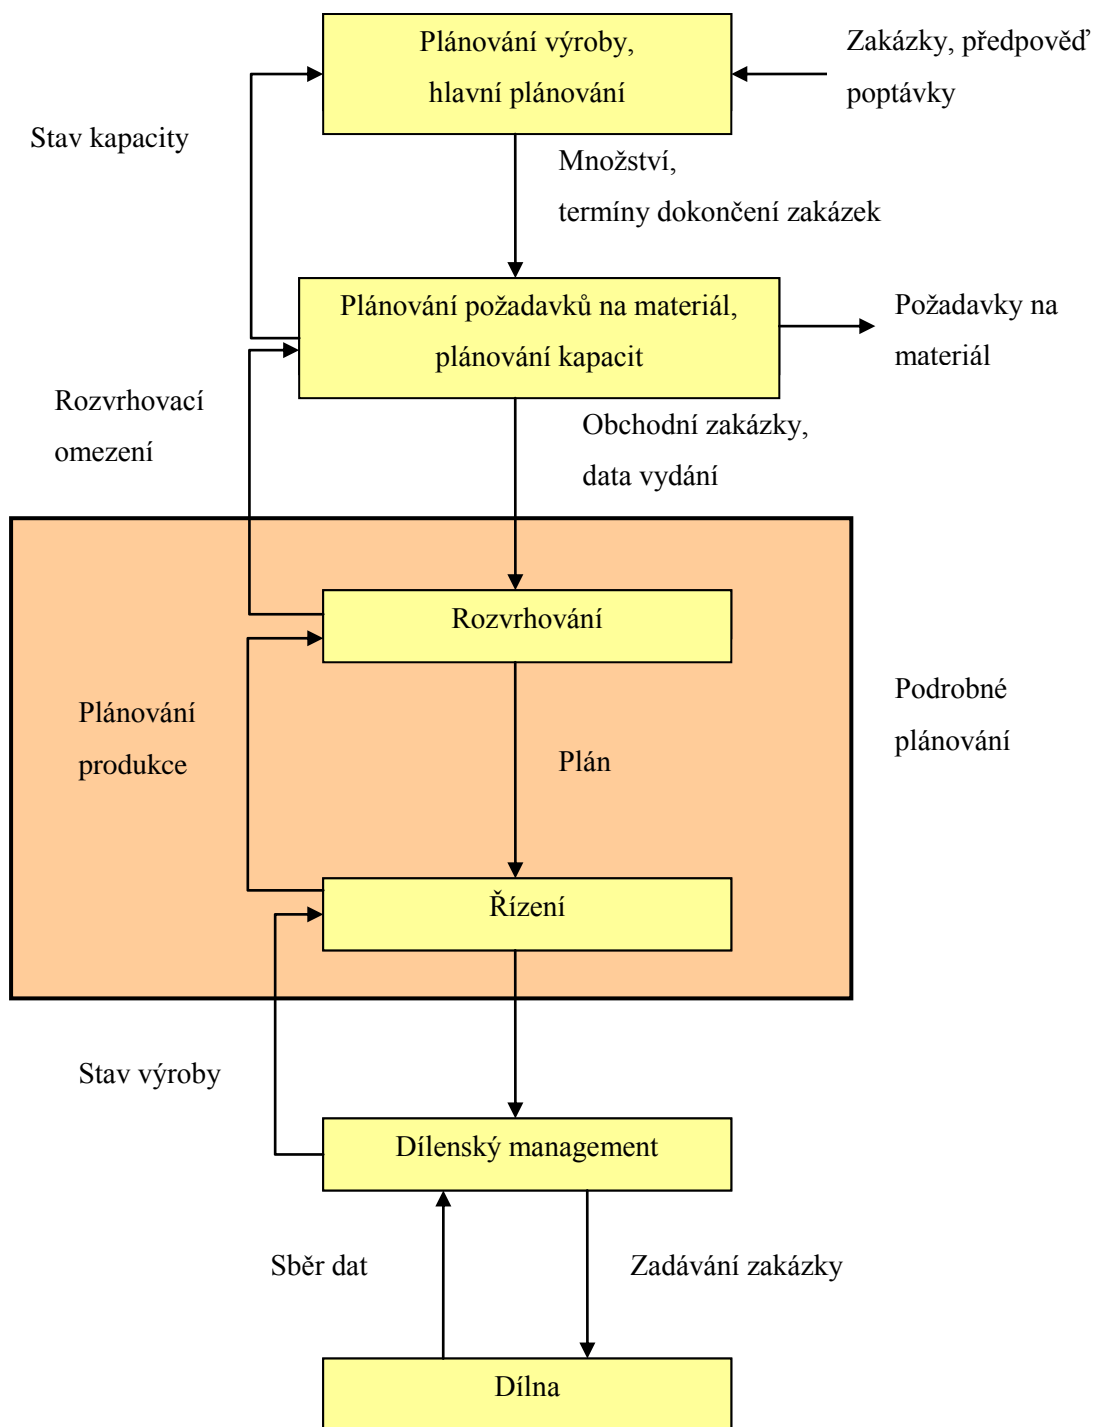 Plánování výroby,
hlavní plánování
Zakázky, předpověď
poptávky
Stav kapacity
Množství,
termíny dokončení zakázek
Plánování požadavků na materiál,
plánování kapacit
Požadavky na
materiál
Rozvrhovací
omezení
Obchodní zakázky,
data vydání
Rozvrhování
Podrobné
plánování
Plánování
produkce
Plán
Řízení
Stav výroby
Dílenský management
Sběr dat
Zadávání zakázky
Dílna